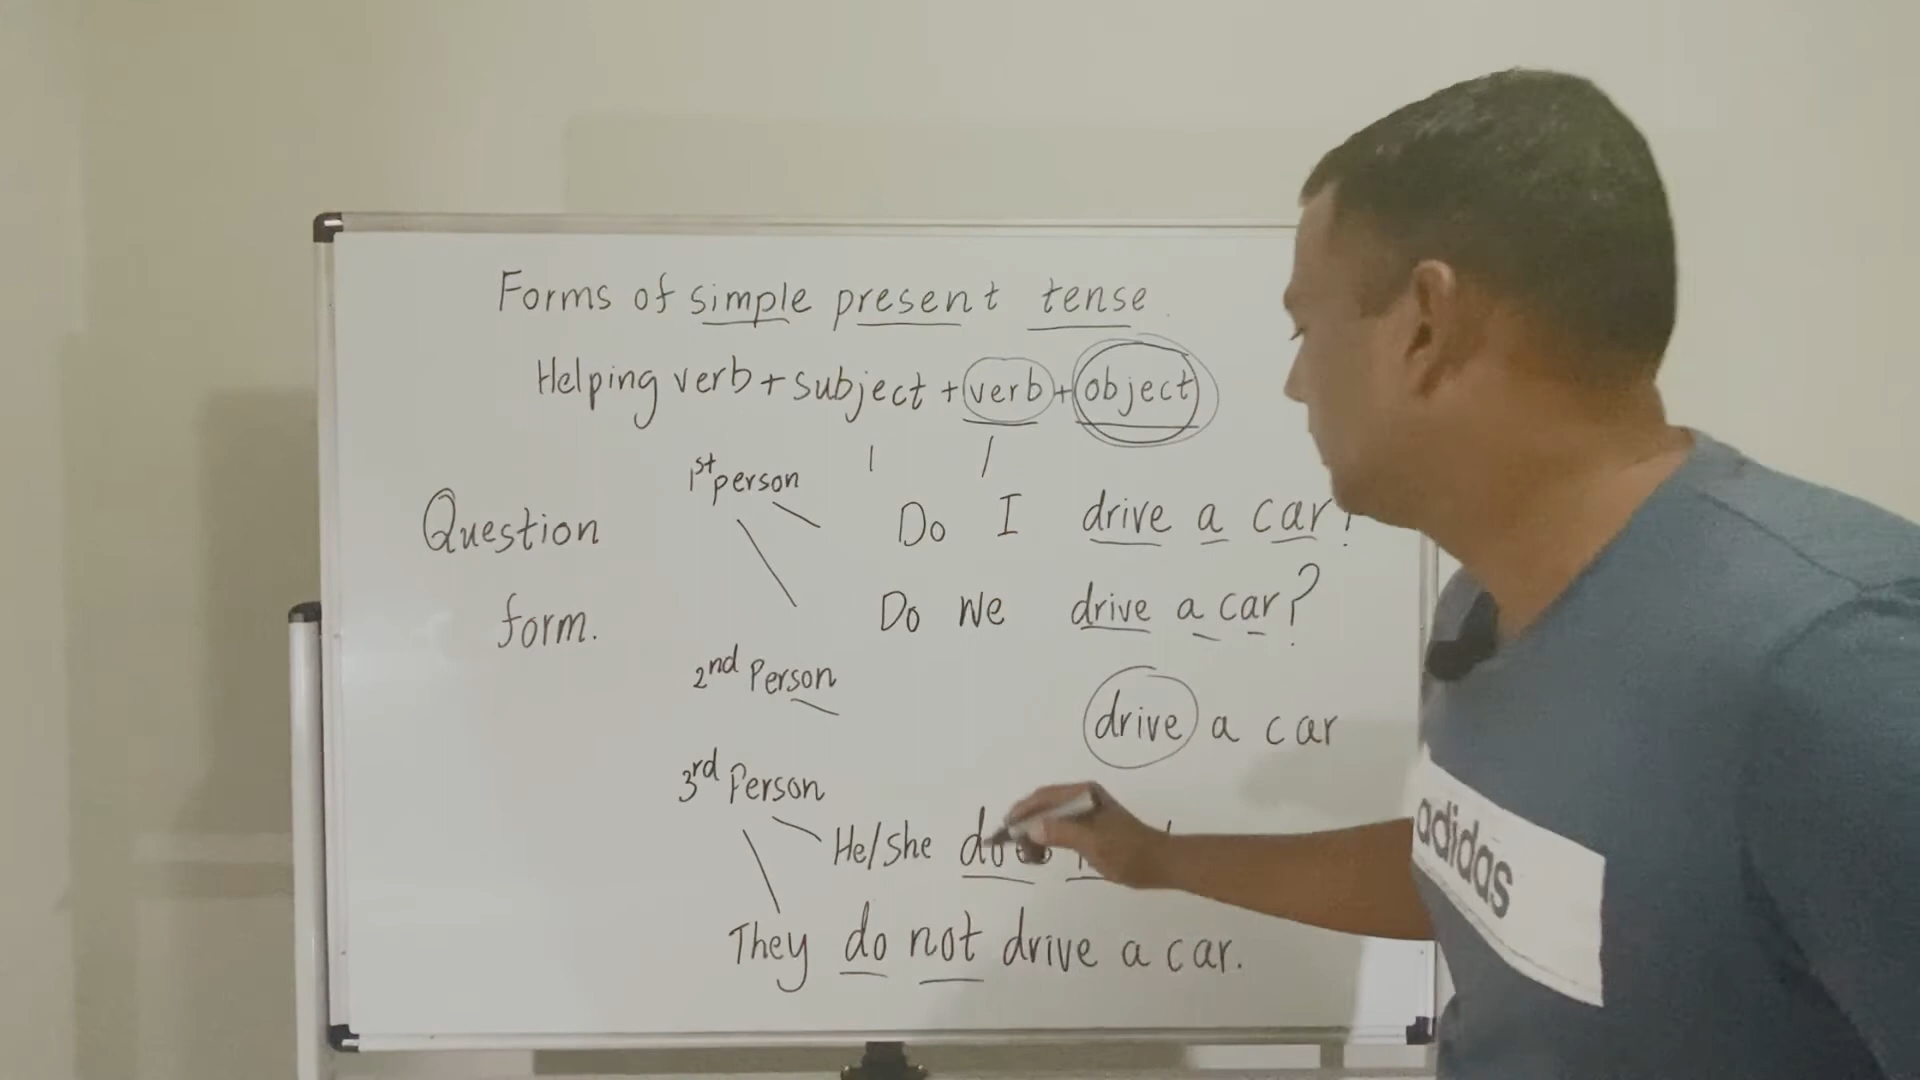 Forms of simple present tense
Helping verb + subject + verb + object
1st person
Do I drive a car?
Question
form.
Do We drive a car?
2nd Person
drive a car
3rd Person
He/She does
They do not drive a car.
adidas